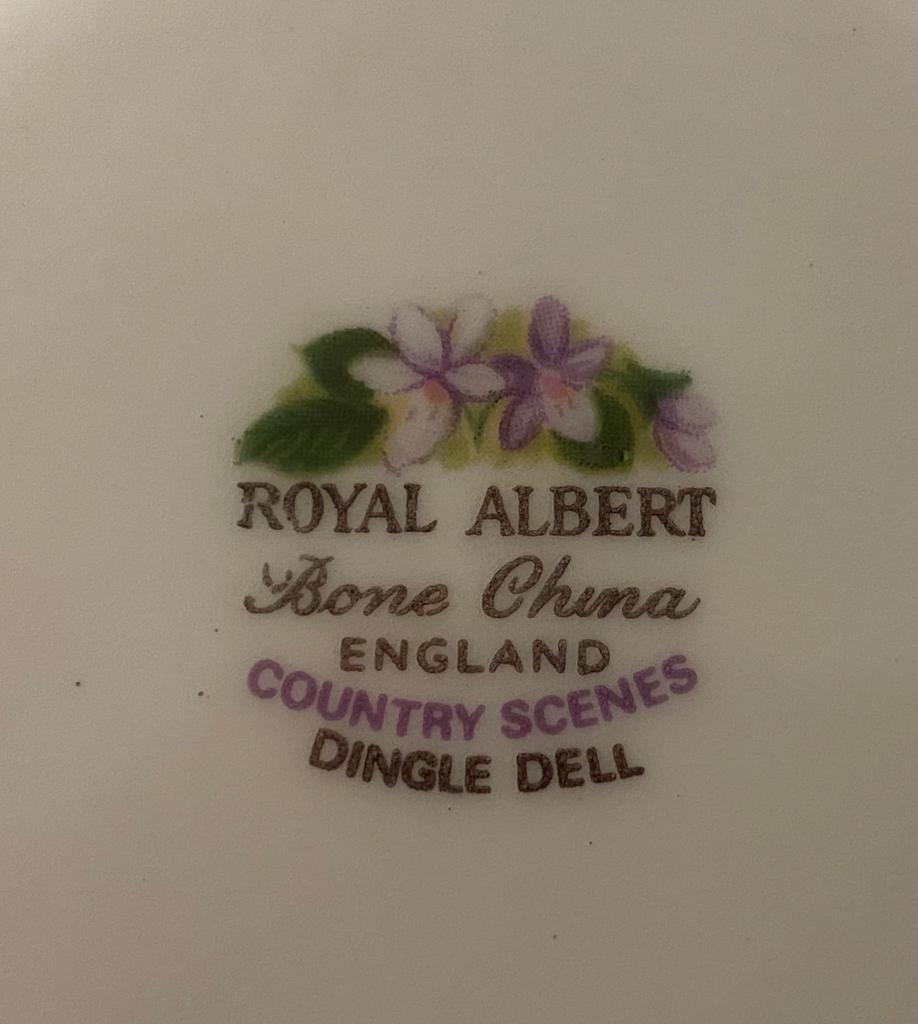 ROYAL ALBERT
Bone China
ENGLAND
COUNTRY SCENES
DINGLE DELL